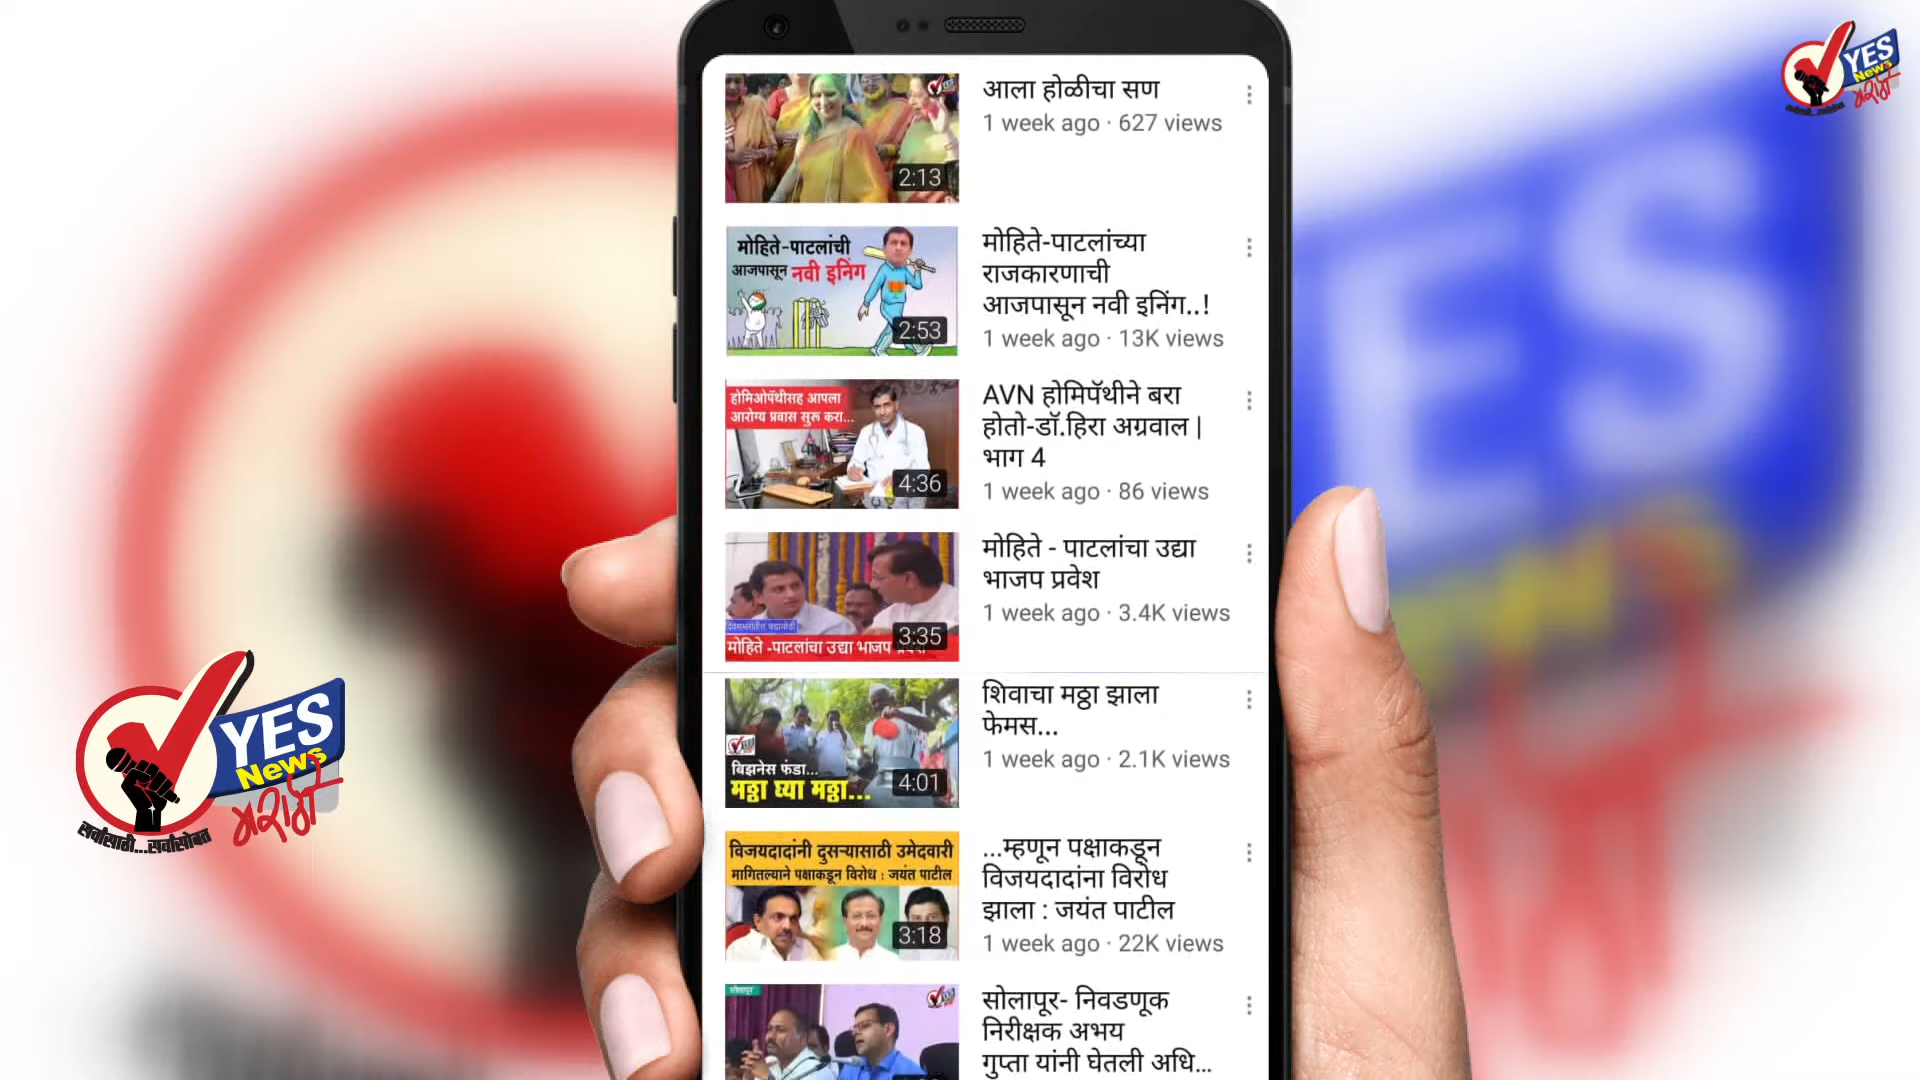 आला होळीचा सण
1 week ago · 627 views
2:13
मोहिते-पाटलांची
आजपासून नवी इनिंग
2:53
मोहिते-पाटलांच्या
राजकारणाची
आजपासून नवी इनिंग..!
1 week ago · 13K views
होमिओपॅथीसह आपला
आरोग्य प्रवास सुरू करा...
4:36
AVN होमिपॅथीने बरा
होतो-डॉ.हिरा अग्रवाल |
भाग 4
1 week ago · 86 views
मोहिते -पाटलांचा उद्या भाजप
3:35
मोहिते - पाटलांचा उद्या
भाजप प्रवेश
1 week ago · 3.4K views
बिझनेस फंडा...
मठ्ठा घ्या मठ्ठा...
4:01
शिवाचा मठ्ठा झाला
फेमस...
1 week ago · 2.1K views
विजयदादांनी दुसऱ्यासाठी उमेदवारी
मागितल्याने पक्षाकडून विरोध : जयंत पाटील
3:18
...म्हणून पक्षाकडून
विजयदादांना विरोध
झाला : जयंत पाटील
1 week ago · 22K views
सोलापूर
सोलापूर- निवडणूक
निरीक्षक अभय
गुप्ता यांनी घेतली अधि...
YES
News
मराठी
सर्वांसाठी...सर्वांसोबत
YES
News
मराठी
ES